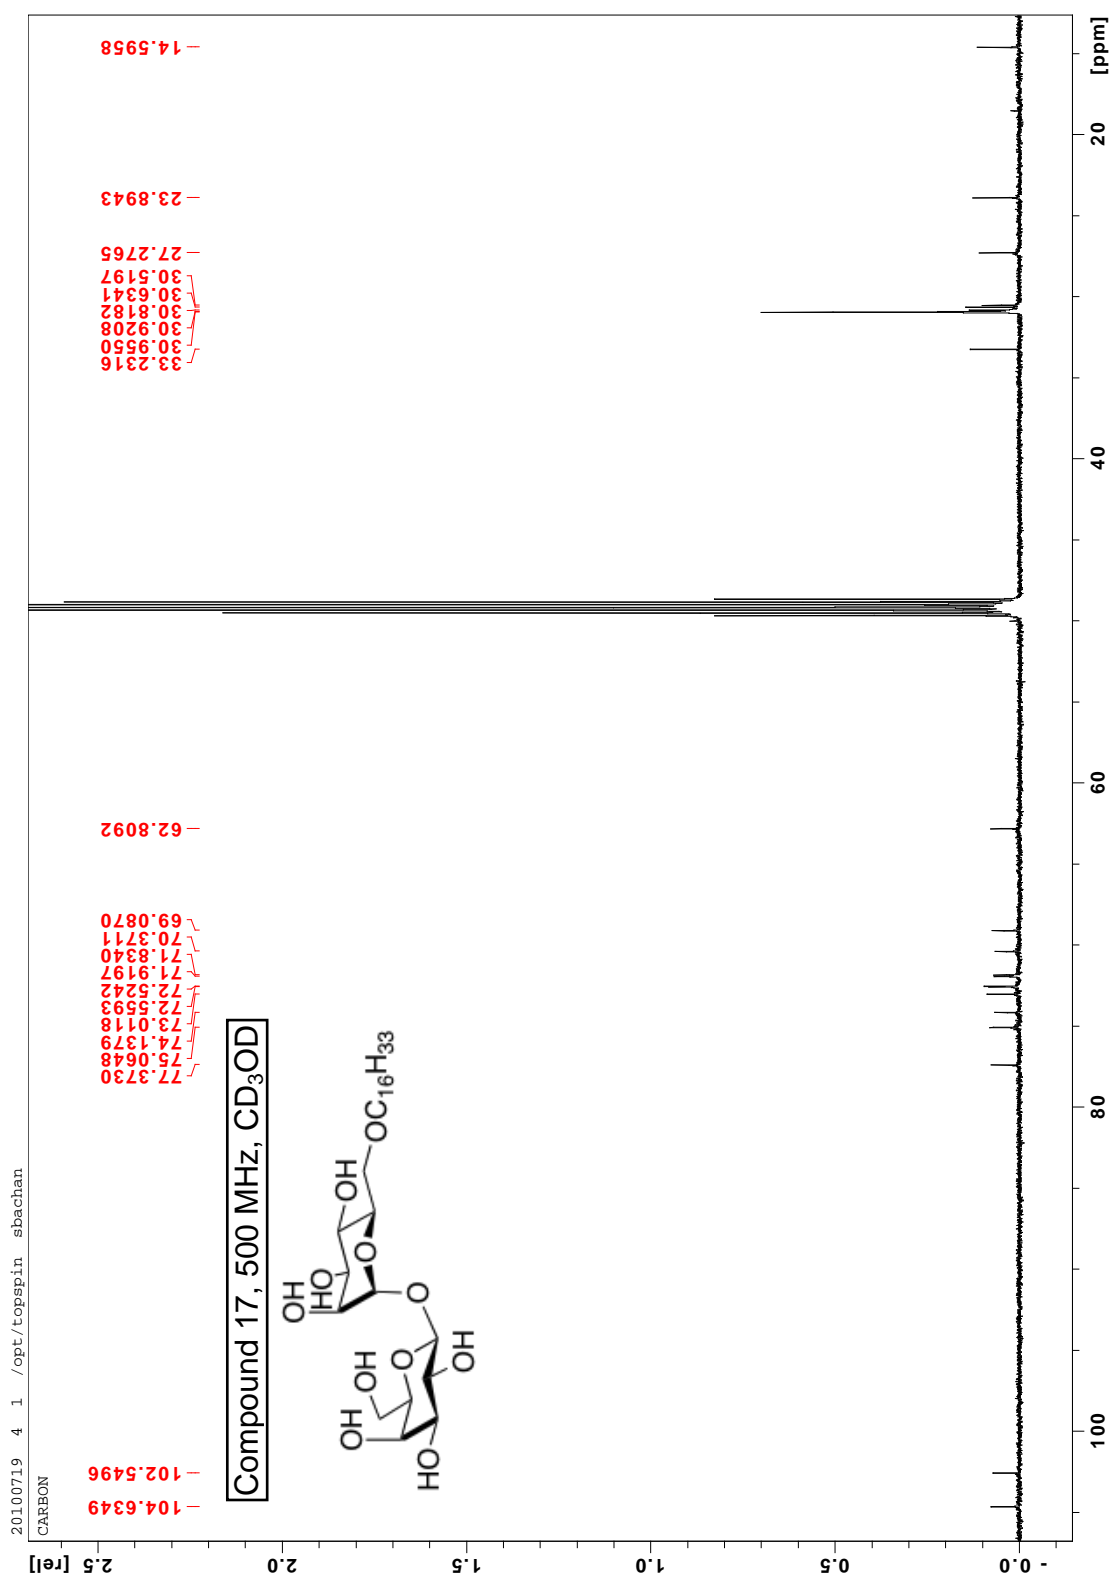 20100719 4 1 /opt/topspin sbachan
CARBON
104.6349
102.5496
77.3730
75.0648
74.1379
73.0118
72.5593
72.5242
71.9197
71.8340
70.3711
69.0870
62.8092
33.2316
30.9550
30.9208
30.8182
30.6341
30.5197
27.2765
23.8943
14.5958
Compound 17, 500 MHz, CD3OD
OH
OH
HO
O
OH
O
OH
HO
H
OH
O
OH
OC16H33
2.5 [rel]
2.0
1.5
1.0
0.5
- 0.0
100
80
60
40
20
[ppm]